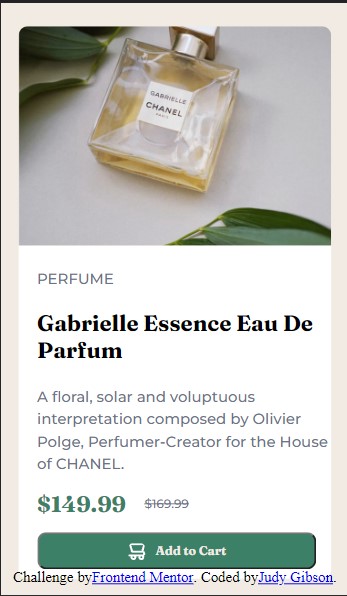 GABRIELLE
CHANEL
PARIS
PERFUME
Gabrielle Essence Eau De
Parfum
A floral, solar and voluptuous
interpretation composed by Olivier
Polge, Perfumer-Creator for the House
of CHANEL.
$149.99 $169.99
Add to Cart
Challenge byFrontend Mentor. Coded byJudy Gibson.